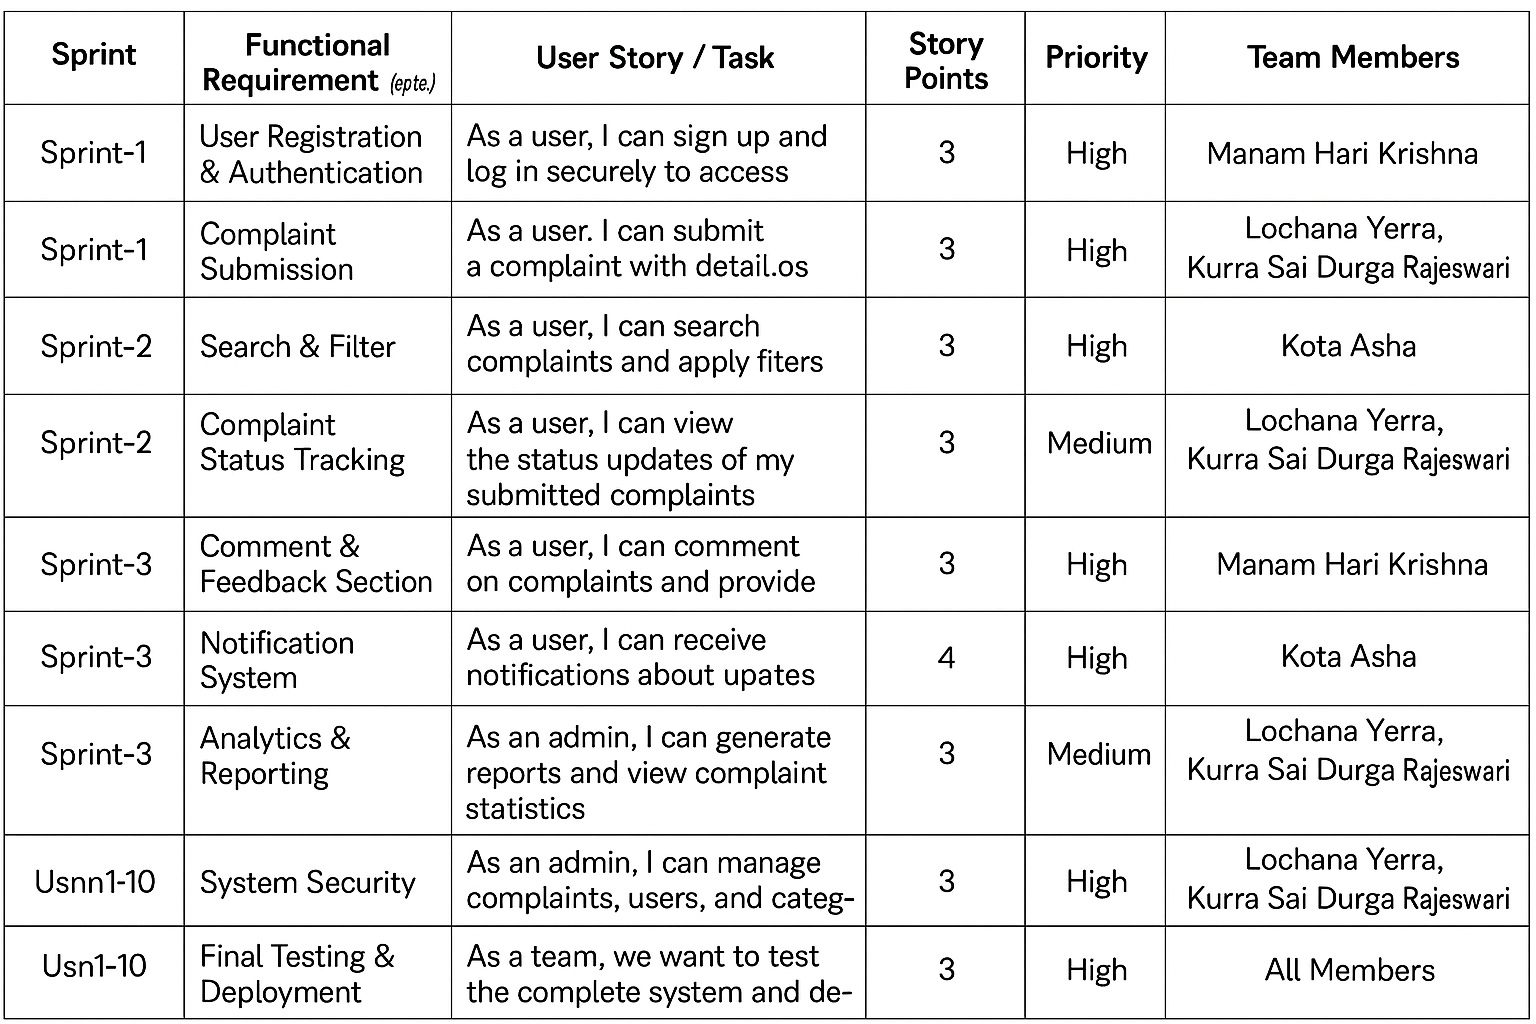 Sprint
Functional
Requirement (epte.)
User Story / Task
Story
Points
Priority
Team Members
Sprint-1
User Registration
& Authentication
As a user, I can sign up and
log in securely to access
3
High
Manam Hari Krishna
Sprint-1
Complaint
Submission
As a user. I can submit
a complaint with detail.os
3
High
Lochana Yerra,
Kurra Sai Durga Rajeswari
Sprint-2
Search & Filter
As a user, I can search
complaints and apply fiters
3
High
Kota Asha
Sprint-2
Complaint
Status Tracking
As a user, I can view
the status updates of my
submitted complaints
3
Medium
Lochana Yerra,
Kurra Sai Durga Rajeswari
Sprint-3
Comment &
Feedback Section
As a user, I can comment
on complaints and provide
3
High
Manam Hari Krishna
Sprint-3
Notification
System
As a user, I can receive
notifications about upates
4
High
Kota Asha
Sprint-3
Analytics &
Reporting
As an admin, I can generate
reports and view complaint
statistics
3
Medium
Lochana Yerra,
Kurra Sai Durga Rajeswari
Usnn1-10
System Security
As an admin, I can manage
complaints, users, and categ-
3
High
Lochana Yerra,
Kurra Sai Durga Rajeswari
Usn1-10
Final Testing &
Deployment
As a team, we want to test
the complete system and de-
3
High
All Members